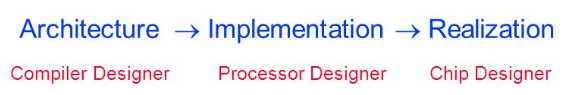 Architecture → Implementation → Realization
Compiler Designer Processor Designer Chip Designer